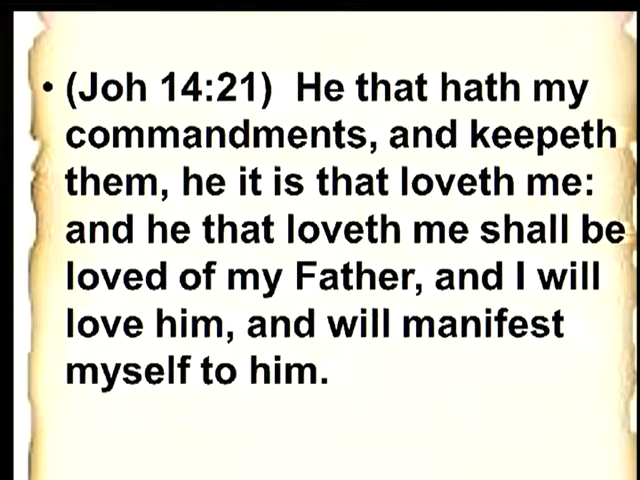 • (Joh 14:21)  He that hath my
commandments, and keepeth
them, he it is that loveth me:
and he that loveth me shall be
loved of my Father, and I will
love him, and will manifest
myself to him.